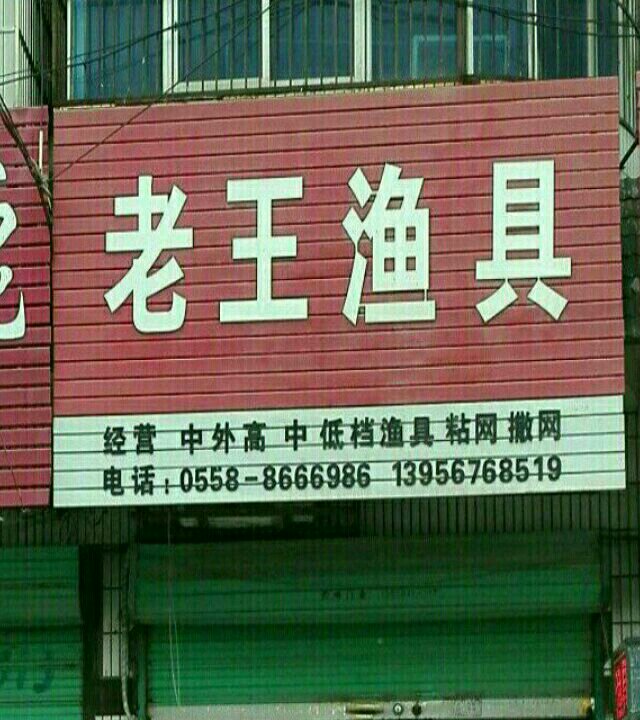 老王渔具
经营 中外高 中 低档渔具 粘网 撒网
电话：0558-8666986 13956768519